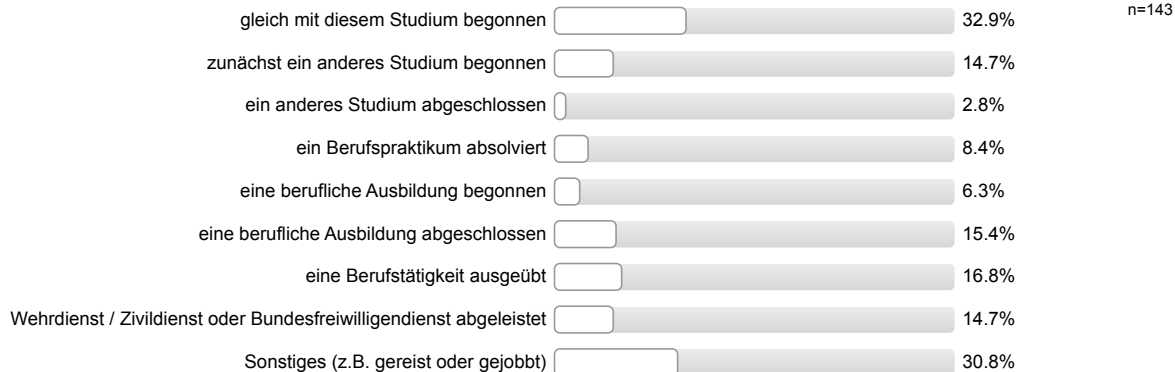 gleich mit diesem Studium begonnen 32.9% n=143
zunächst ein anderes Studium begonnen 14.7%
ein anderes Studium abgeschlossen 2.8%
ein Berufspraktikum absolviert 8.4%
eine berufliche Ausbildung begonnen 6.3%
eine berufliche Ausbildung abgeschlossen 15.4%
eine Berufstätigkeit ausgeübt 16.8%
Wehrdienst / Zivildienst oder Bundesfreiwilligendienst abgeleistet 14.7%
Sonstiges (z.B. gereist oder gejobbt) 30.8%